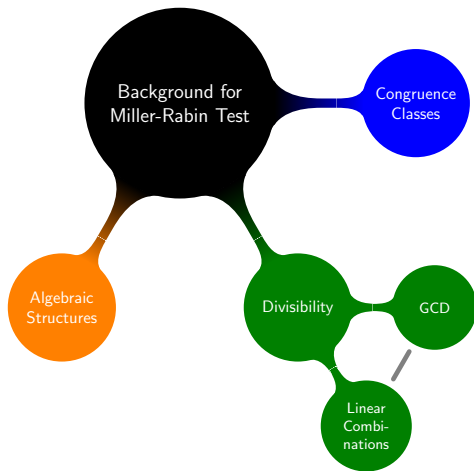 Background for
Miller-Rabin Test
Congruence
Classes
Algebraic
Structures
Divisibility
GCD
Linear
Combi-
nations